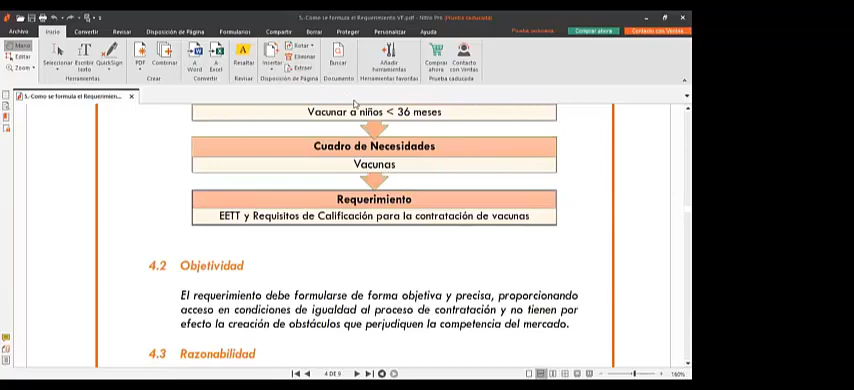 5.-Como se formula el Requerimiento VF.pdf - Nitro Pro (Prueba caducada)
Archivo Inicio Convertir Revisar Disposición de Página Formularios Compartir Borrar Proteger Personalizar Ayuda Prueba caducada Comprar ahora Contacto con Ventas
Mano
Editar
Zoom
Seleccionar Escribir texto QuickSign PDF Combinar A Word A Excel Resaltar Insertar Rotar Eliminar Extraer Buscar Añadir herramientas Comprar ahora Contacto con Ventas
Herramientas Crear Convertir Revisar Disposición de Página Documento Herramientas favoritas Prueba caducada
5.-Como se formula el Requerimien...
Vacunar a niños < 36 meses
Cuadro de Necesidades
Vacunas
Requerimiento
EETT y Requisitos de Calificación para la contratación de vacunas
4.2 Objetividad
El requerimiento debe formularse de forma objetiva y precisa, proporcionando
acceso en condiciones de igualdad al proceso de contratación y no tienen por
efecto la creación de obstáculos que perjudiquen la competencia del mercado.
4.3 Razonabilidad
4 DE 9
160%